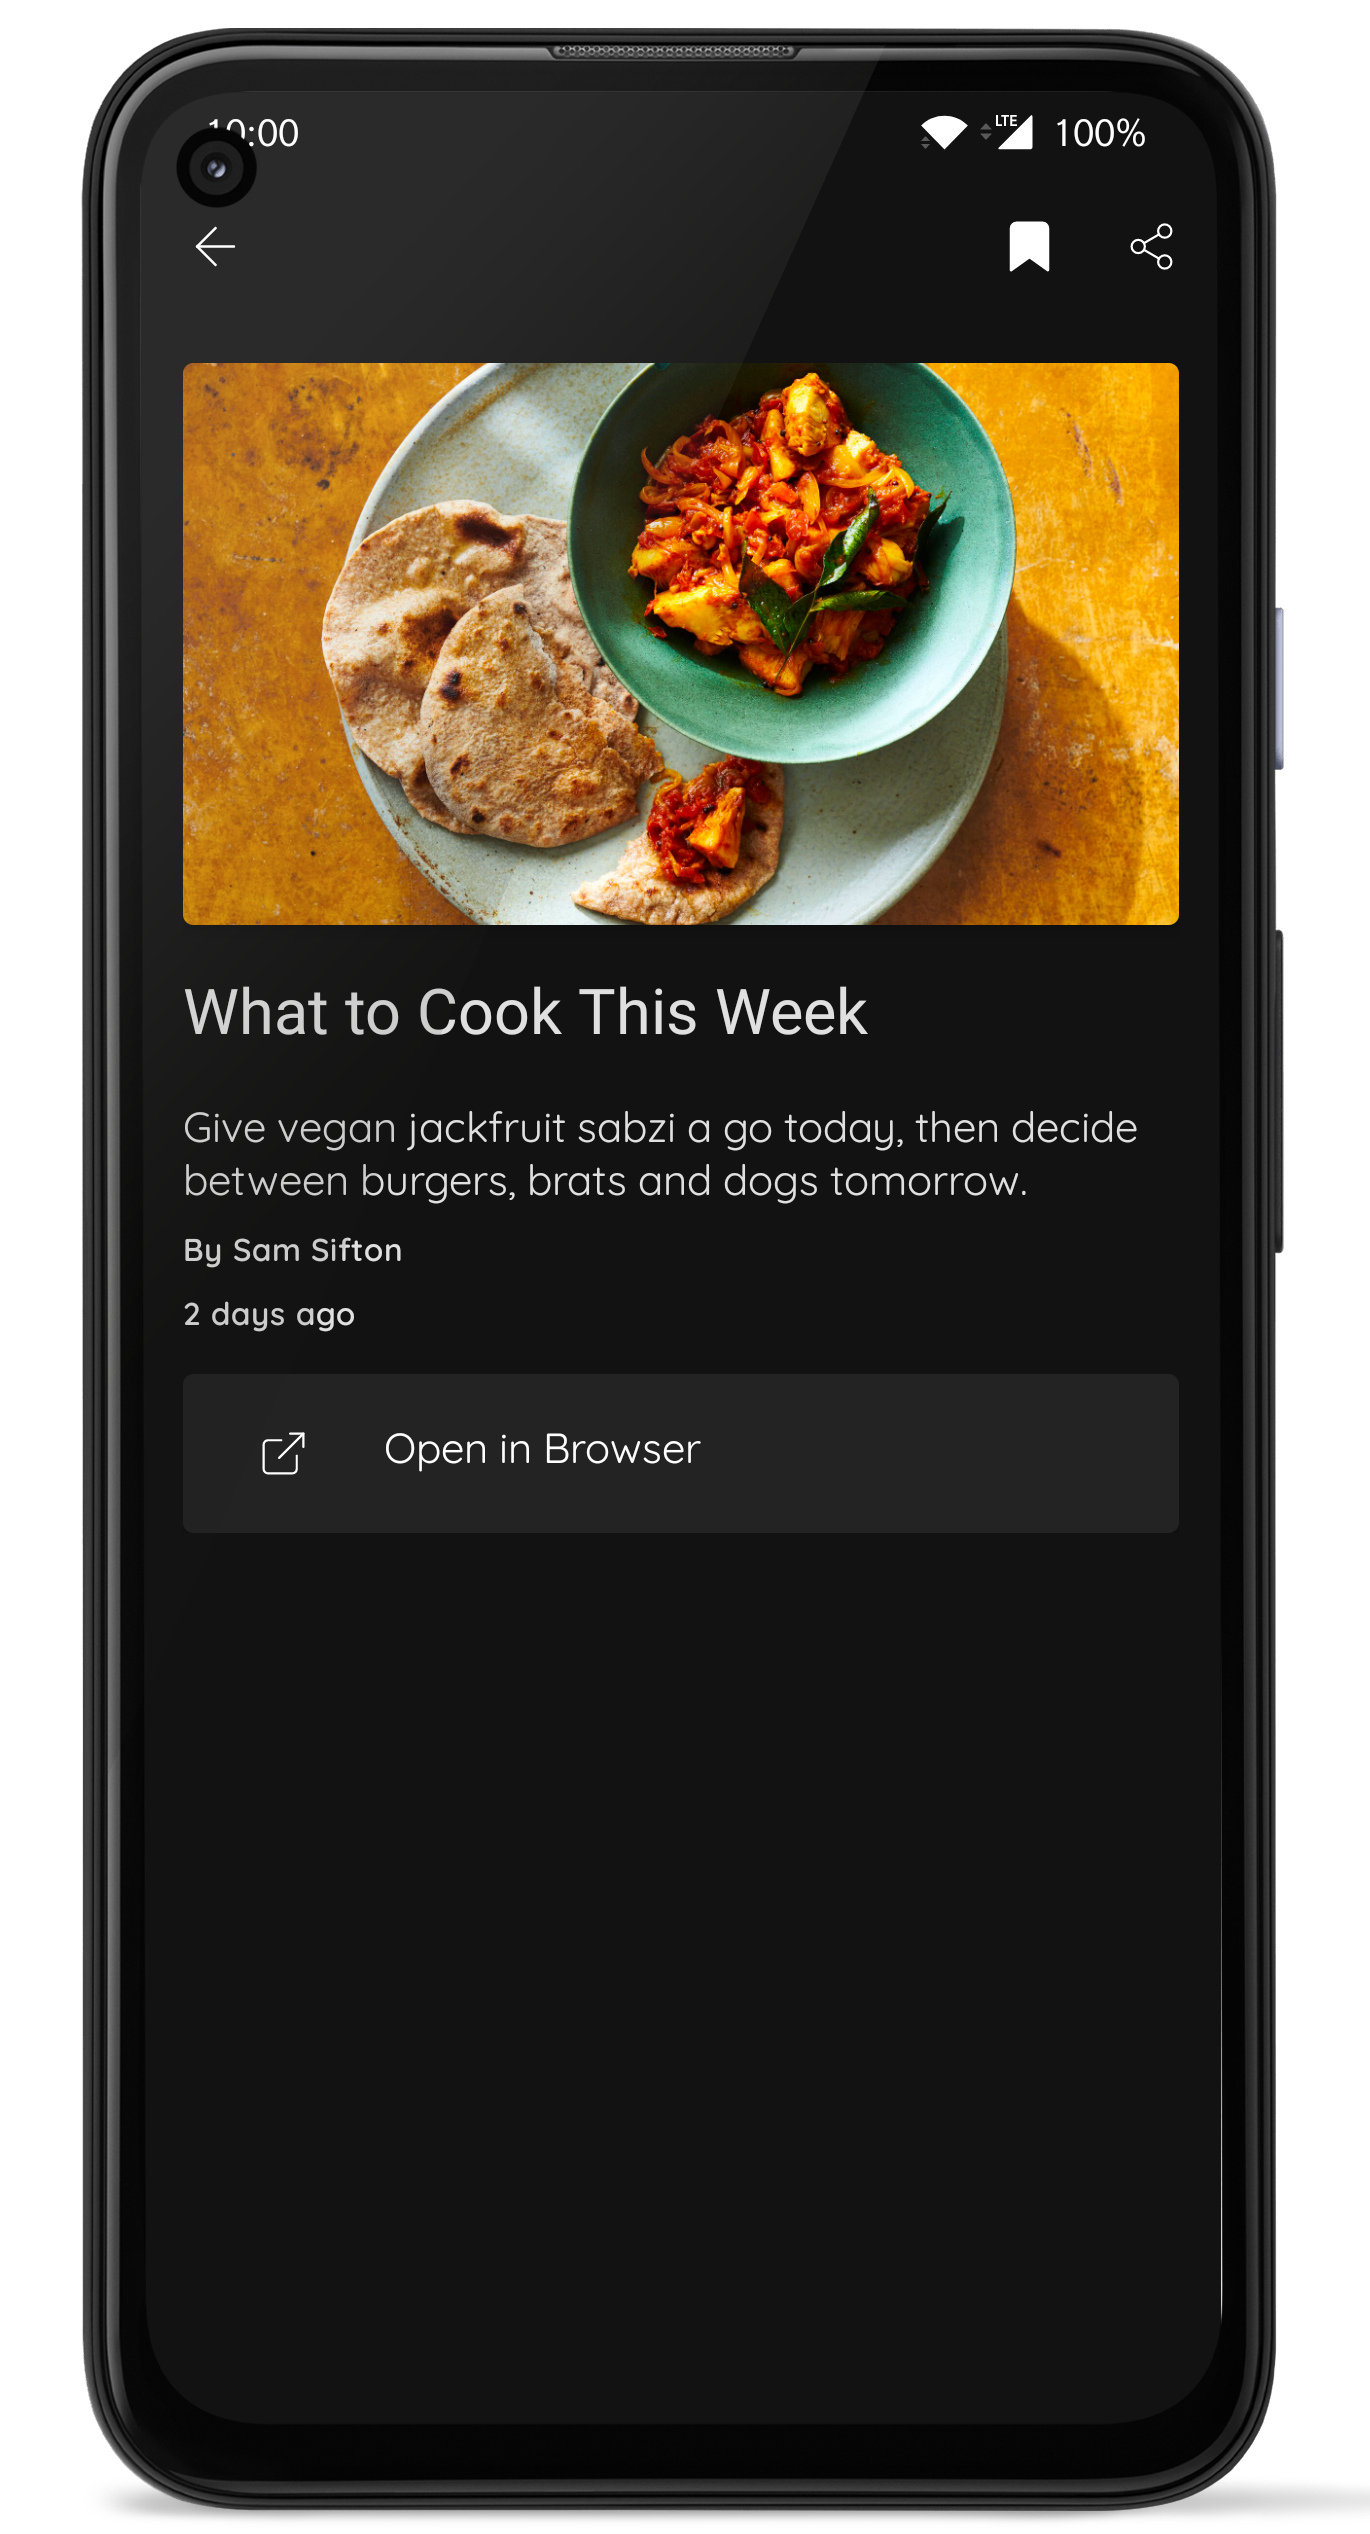 10:00 LTE 100%
What to Cook This Week
Give vegan jackfruit sabzi a go today, then decide
between burgers, brats and dogs tomorrow.
By Sam Sifton
2 days ago
Open in Browser